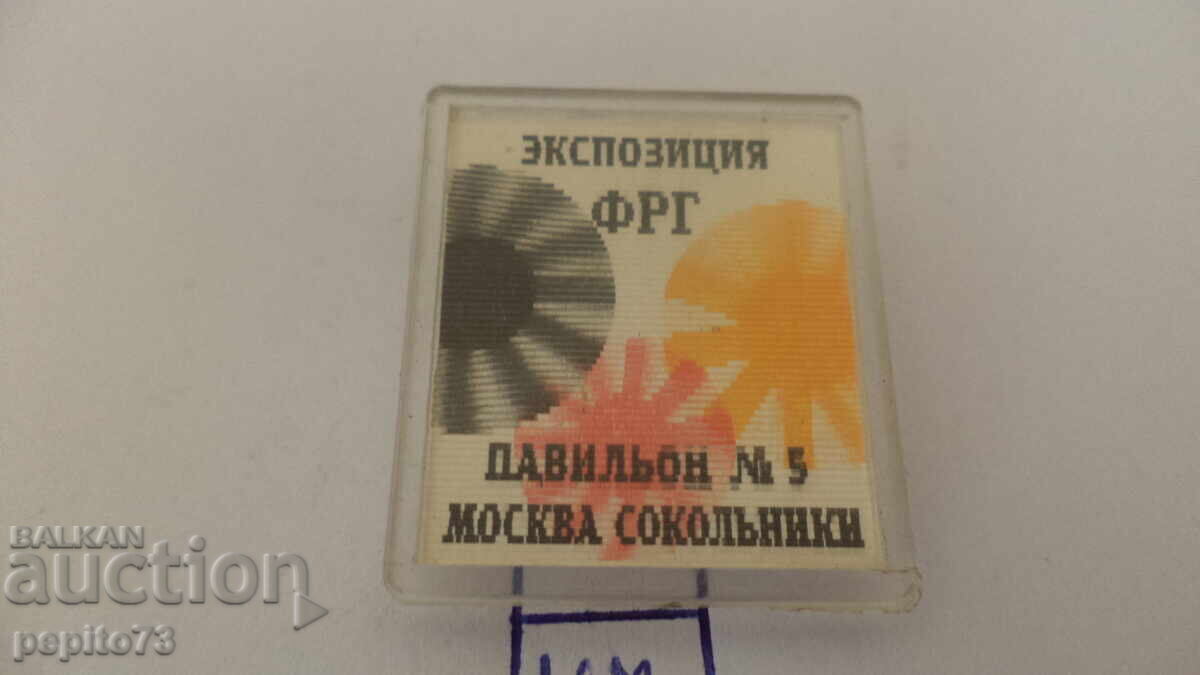 ЭКСПОЗИЦИЯ
ФРГ
ПАВИЛЬОН № 5
МОСКВА СОКОЛЬНИКИ
BALKAN
auction
pepito73